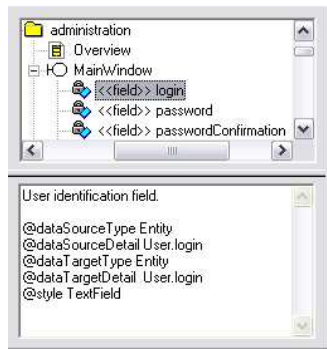 administration
Overview
MainWindow
<<field>> login
<<field>> password
<<field>> passwordConfirmation
User identification field.
@dataSourceType Entity
@dataSourceDetail User.login
@dataTargetType Entity
@dataTargetDetail User.login
@style TextField